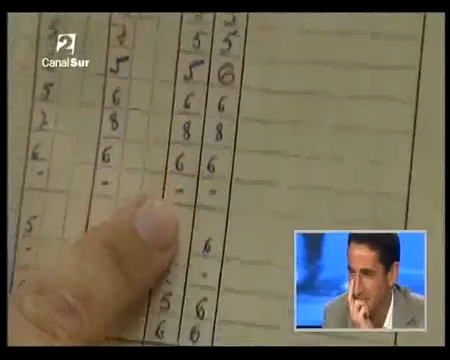 2
CanalSur
5 2 5 5
5 5 6
5 6 6 6
2 8 8 8
6 6 6 6
- - - -
5
- 6
-
5 6
6 6